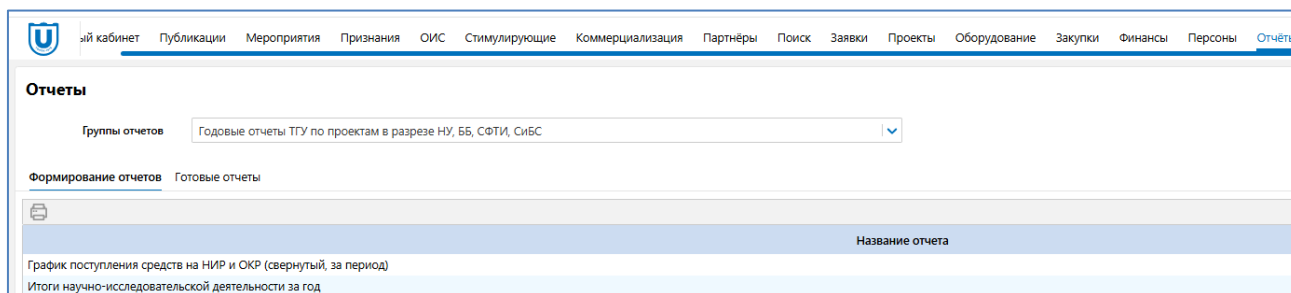 ый кабинет Публикации Мероприятия Признания ОИС Стимулирующие Коммерциализация Партнёры Поиск Заявки Проекты Оборудование Закупки Финансы Персоны Отчёты
Отчеты
Группы отчетов Годовые отчеты ТГУ по проектам в разрезе НУ, ББ, СФТИ, СиБС
Формирование отчетов Готовые отчеты
Название отчета
График поступления средств на НИР и ОКР (свернутый, за период)
Итоги научно-исследовательской деятельности за год